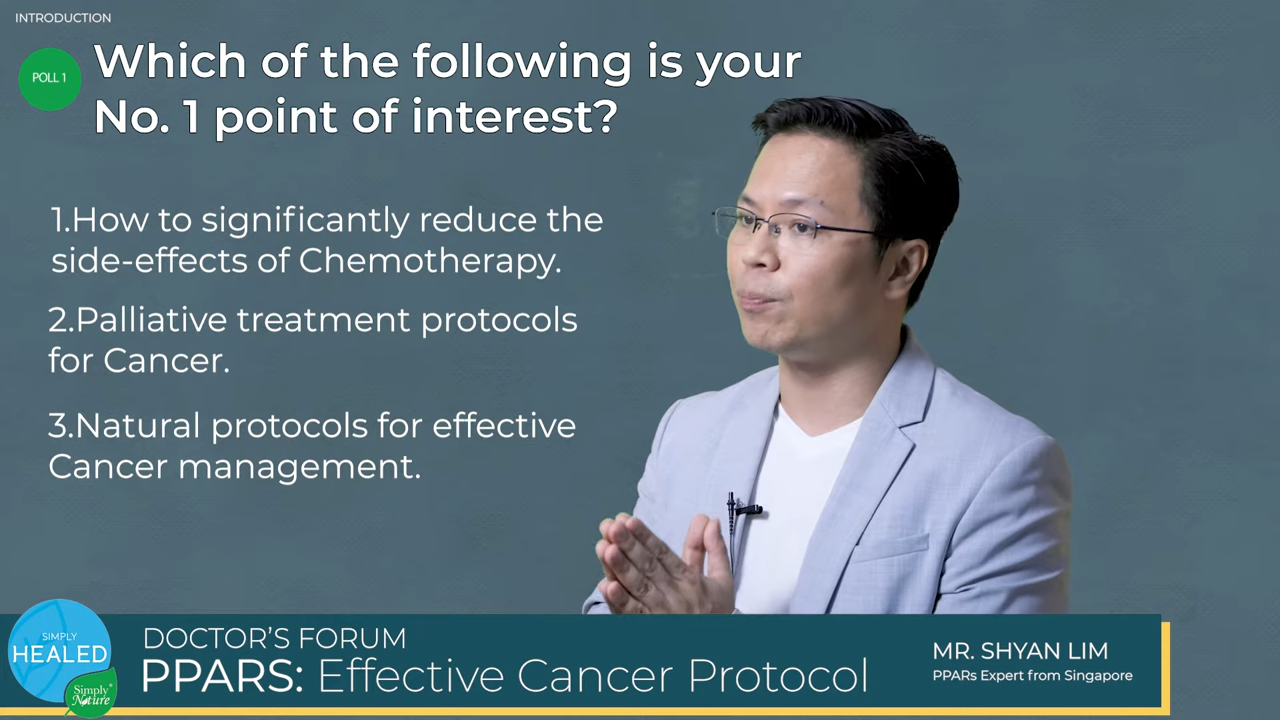 INTRODUCTION
POLL 1
Which of the following is your
No. 1 point of interest?
1.How to significantly reduce the
side-effects of Chemotherapy.
2.Palliative treatment protocols
for Cancer.
3.Natural protocols for effective
Cancer management.
SIMPLY
HEALED
Simply
Nature
DOCTOR'S FORUM
PPARS: Effective Cancer Protocol
MR. SHYAN LIM
PPARs Expert from Singapore